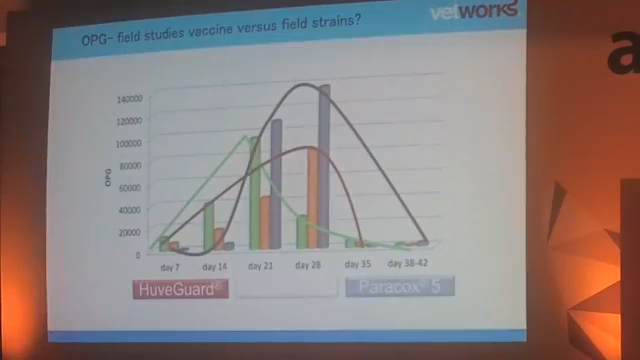 OPG- field studies vaccine versus field strains?
vetworks
140000
120000
100000
80000
60000
40000
20000
0
OPG
day 7 day 14 day 21 day 28 day 35 day 38-42
HuveGuard® Paracox® 5
a